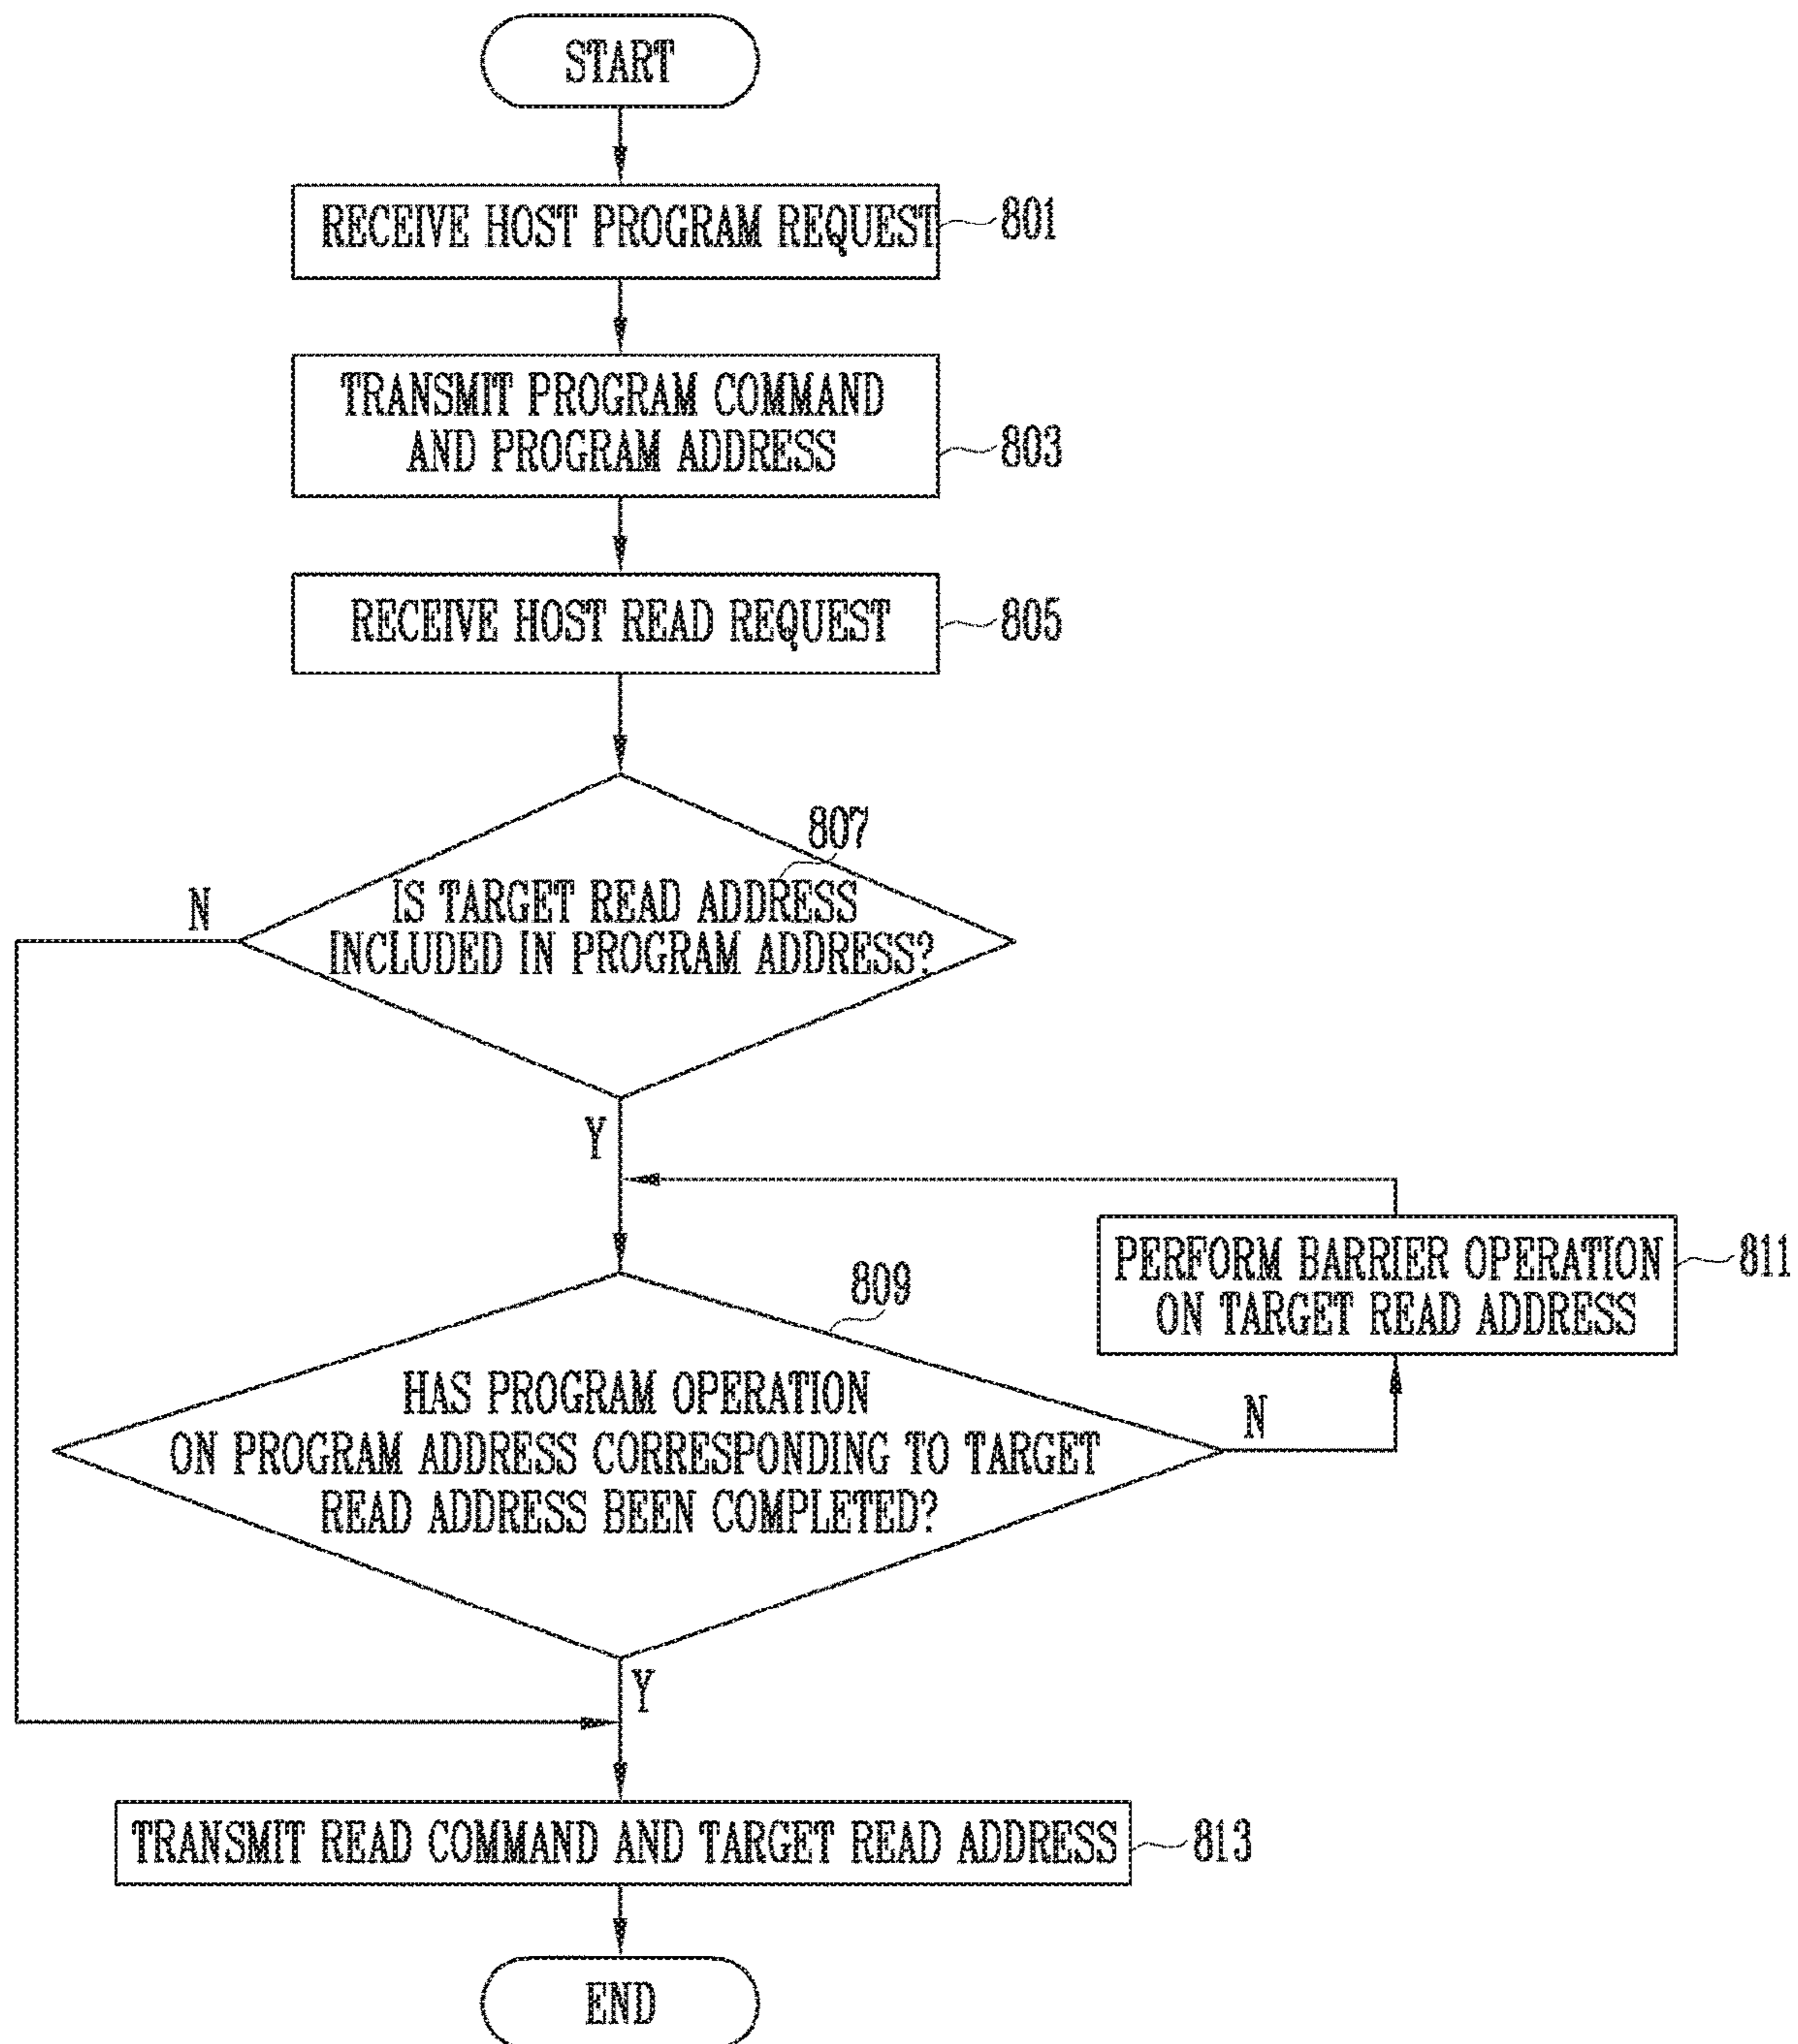 START
RECEIVE HOST PROGRAM REQUEST
801
TRANSMIT PROGRAM COMMAND
AND PROGRAM ADDRESS
803
RECEIVE HOST READ REQUEST
805
807
IS TARGET READ ADDRESS
INCLUDED IN PROGRAM ADDRESS?
N
Y
PERFORM BARRIER OPERATION
ON TARGET READ ADDRESS
811
809
HAS PROGRAM OPERATION
ON PROGRAM ADDRESS CORRESPONDING TO TARGET
READ ADDRESS BEEN COMPLETED?
N
Y
TRANSMIT READ COMMAND AND TARGET READ ADDRESS
813
END